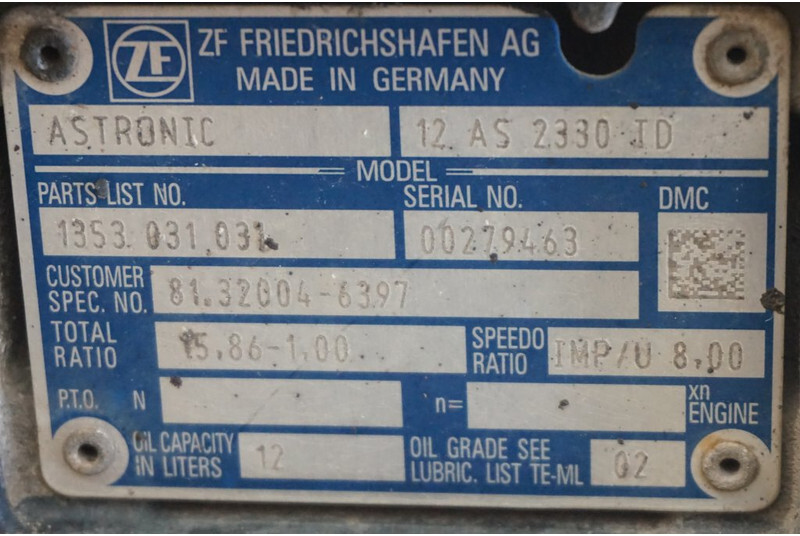 ZF
ZF FRIEDRICHSHAFEN AG
MADE IN GERMANY
ASTRONIC 12 AS 2330 TD
MODEL
PARTS LIST NO. SERIAL NO. DMC
1353 031 031 00279463
CUSTOMER
SPEC. NO. 81.32004-6397
TOTAL
RATIO 15.86-1.00 SPEEDO
RATIO IMP/U 8,00
P.T.O. N n= xn
ENGINE
OIL CAPACITY
IN LITERS 12 OIL GRADE SEE
LUBRIC. LIST TE-ML 02